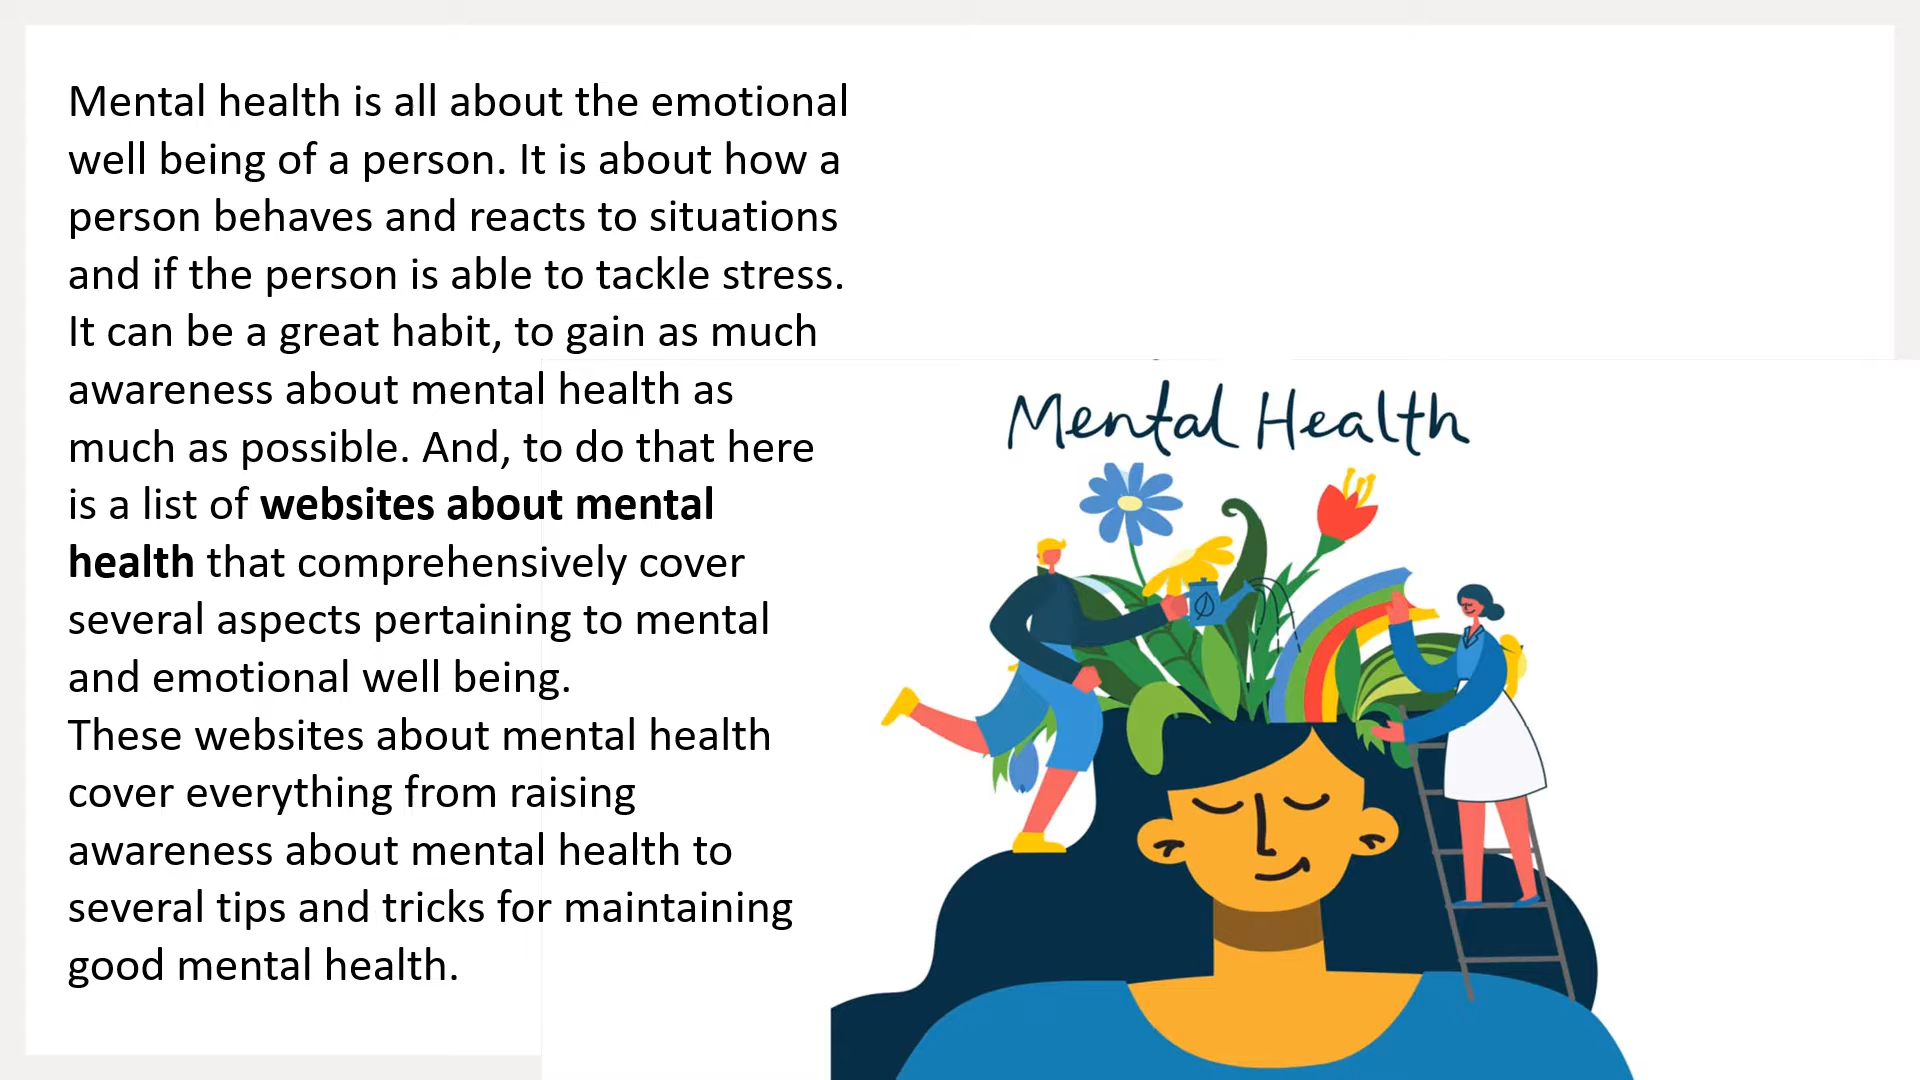 Mental health is all about the emotional
well being of a person. It is about how a
person behaves and reacts to situations
and if the person is able to tackle stress.
It can be a great habit, to gain as much
awareness about mental health as
much as possible. And, to do that here
is a list of websites about mental
health that comprehensively cover
several aspects pertaining to mental
and emotional well being.
These websites about mental health
cover everything from raising
awareness about mental health to
several tips and tricks for maintaining
good mental health.
Mental Health